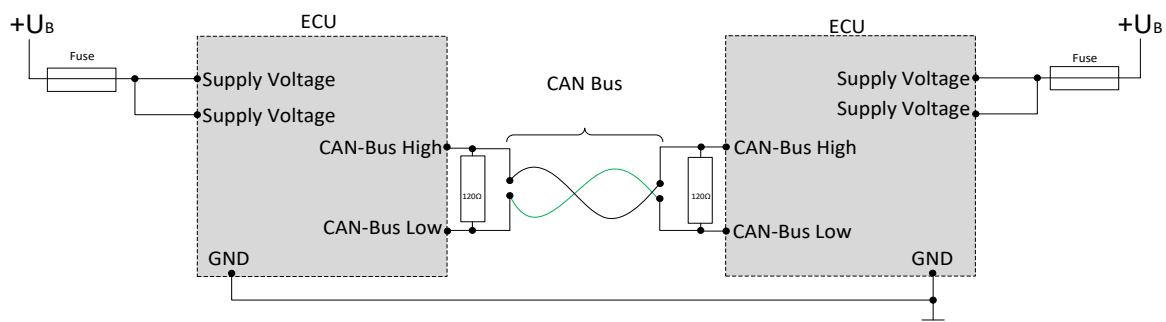 ECU
+UB
Fuse
Supply Voltage
Supply Voltage
CAN-Bus High
120Ω
CAN-Bus Low
GND
CAN Bus
ECU
+UB
Fuse
Supply Voltage
Supply Voltage
CAN-Bus High
120Ω
CAN-Bus Low
GND